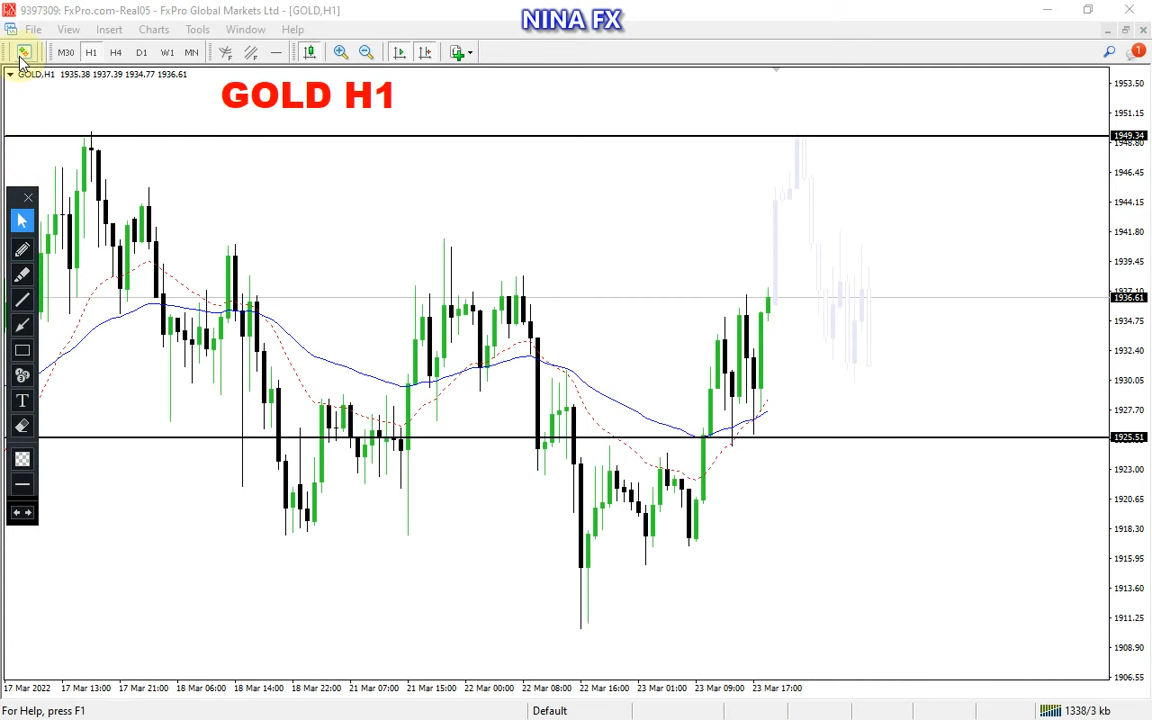 9397309: FxPro.com-Real05 - FxPro Global Markets Ltd - [GOLD,H1]
NINA FX
File View Insert Charts Tools Window Help
M30 H1 H4 D1 W1 MN
1
GOLD,H1 1935.38 1937.39 1934.77 1936.61
GOLD H1
1953.50
1951.15
1949.34
1948.80
1946.45
1944.15
1941.80
1939.45
1937.10
1936.61
1934.75
1932.40
1930.05
1927.70
1925.51
1923.00
1920.65
1918.30
1915.95
1913.60
1911.25
1908.90
1906.55
T
17 Mar 2022 17 Mar 13:00 17 Mar 21:00 18 Mar 06:00 18 Mar 14:00 18 Mar 22:00 21 Mar 07:00 21 Mar 15:00 22 Mar 00:00 22 Mar 08:00 22 Mar 16:00 23 Mar 01:00 23 Mar 09:00 23 Mar 17:00
For Help, press F1 Default 1338/3 kb